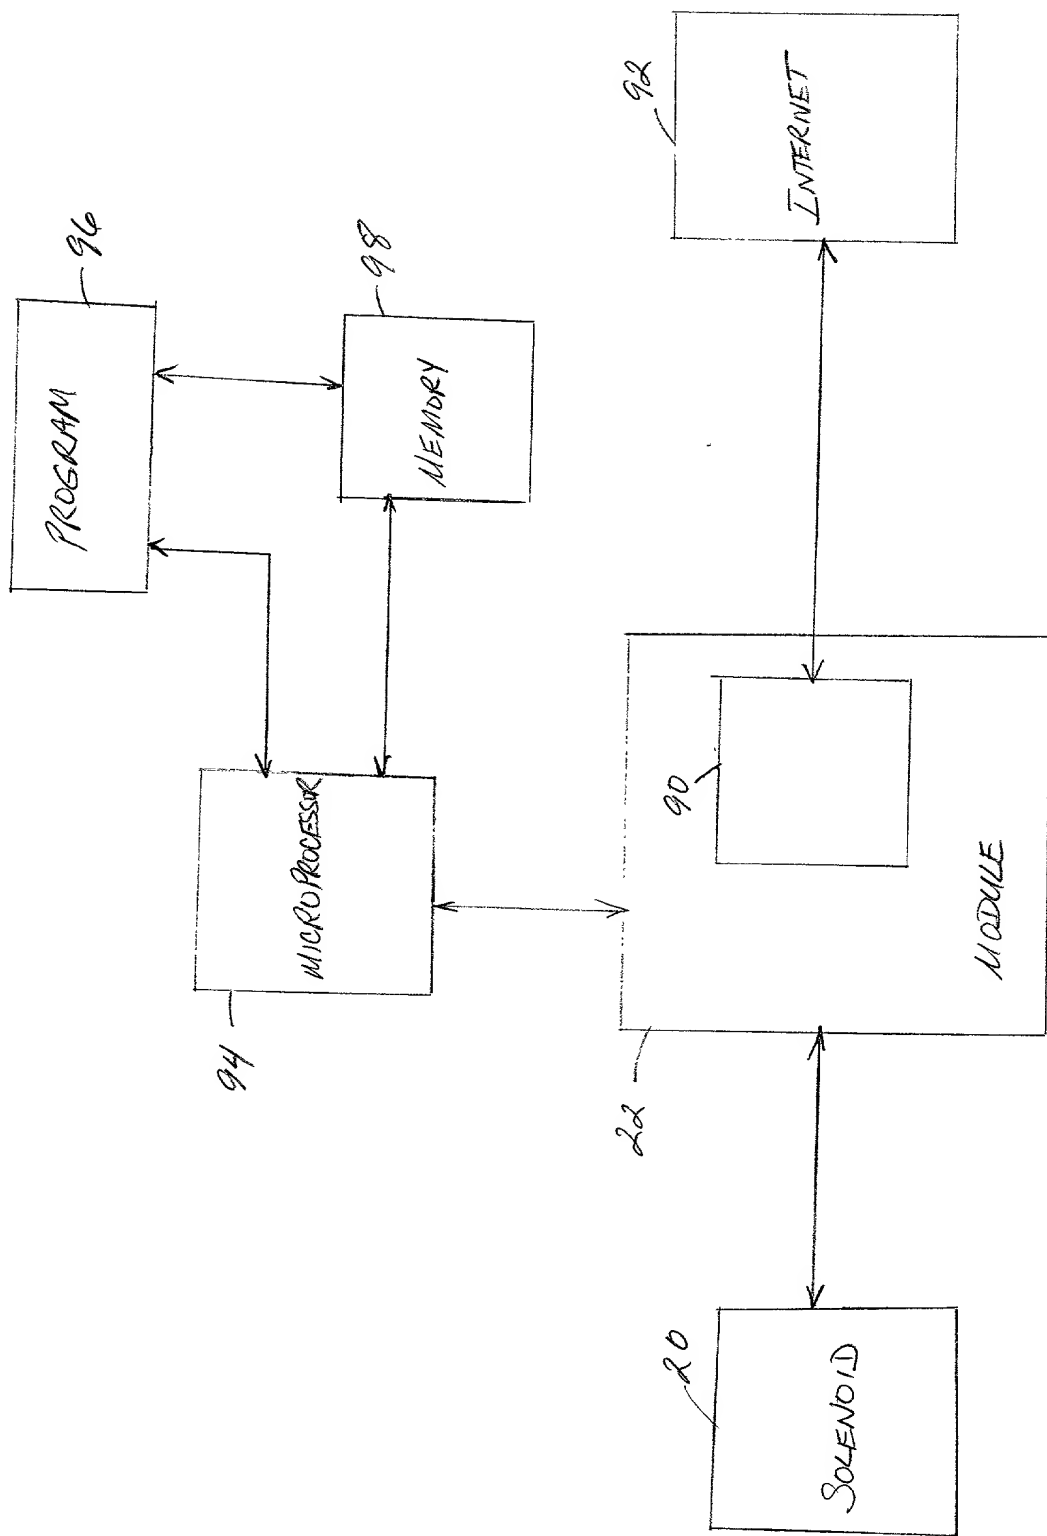 96
PROGRAM
98
MEMORY
94
MICROPROCESSOR
92
INTERNET
22
90
MODULE
20
SOLENOID